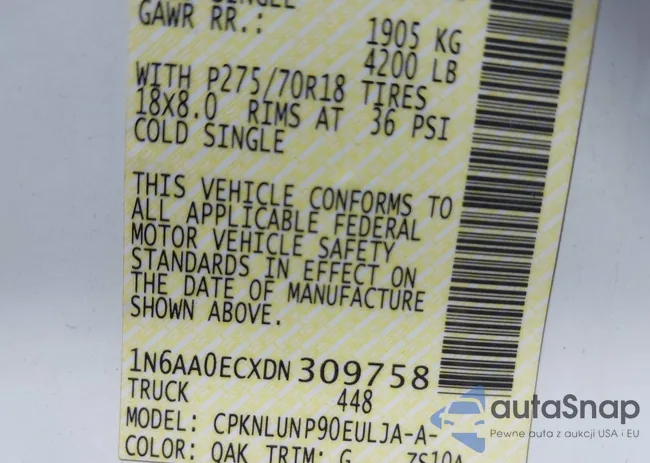 GAWR RR.: 1905 KG
4200 LB
WITH P275/70R18 TIRES
18X8.0 RIMS AT 36 PSI
COLD SINGLE
THIS VEHICLE CONFORMS TO
ALL APPLICABLE FEDERAL
MOTOR VEHICLE SAFETY
STANDARDS IN EFFECT ON
THE DATE OF MANUFACTURE
SHOWN ABOVE.
1N6AA0ECXDN309758
TRUCK 448
MODEL: CPKNLUNP90EULJA-A-
COLOR: QAK TRIM: G
autaSnap
Pewne auta z aukcji USA i EU